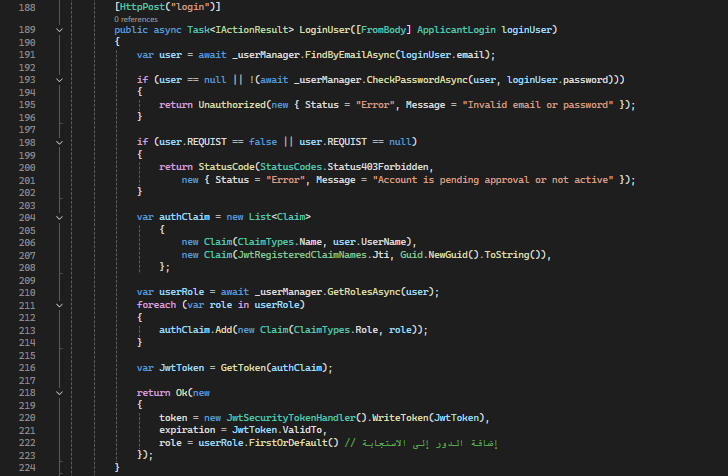 188 [HttpPost("login")]
0 references
189 public async Task<IActionResult> LoginUser([FromBody] ApplicantLogin loginUser)
190 {
191 var user = await _userManager.FindByEmailAsync(loginUser.email);
192
193 if (user == null || !(await _userManager.CheckPasswordAsync(user, loginUser.password)))
194 {
195 return Unauthorized(new { Status = "Error", Message = "Invalid email or password" });
196 }
197
198 if (user.REQUIST == false || user.REQUIST == null)
199 {
200 return StatusCode(StatusCodes.Status403Forbidden,
201 new { Status = "Error", Message = "Account is pending approval or not active" });
202 }
203
204 var authClaim = new List<Claim>
205 {
206 new Claim(ClaimTypes.Name, user.UserName),
207 new Claim(JwtRegisteredClaimNames.Jti, Guid.NewGuid().ToString()),
208 };
209
210 var userRole = await _userManager.GetRolesAsync(user);
211 foreach (var role in userRole)
212 {
213 authClaim.Add(new Claim(ClaimTypes.Role, role));
214 }
215
216 var JwtToken = GetToken(authClaim);
217
218 return Ok(new
219 {
220 token = new JwtSecurityTokenHandler().WriteToken(JwtToken),
221 expiration = JwtToken.ValidTo,
222 role = userRole.FirstOrDefault() // إضافة الدور إلى الاستجابة
223 });
224 }